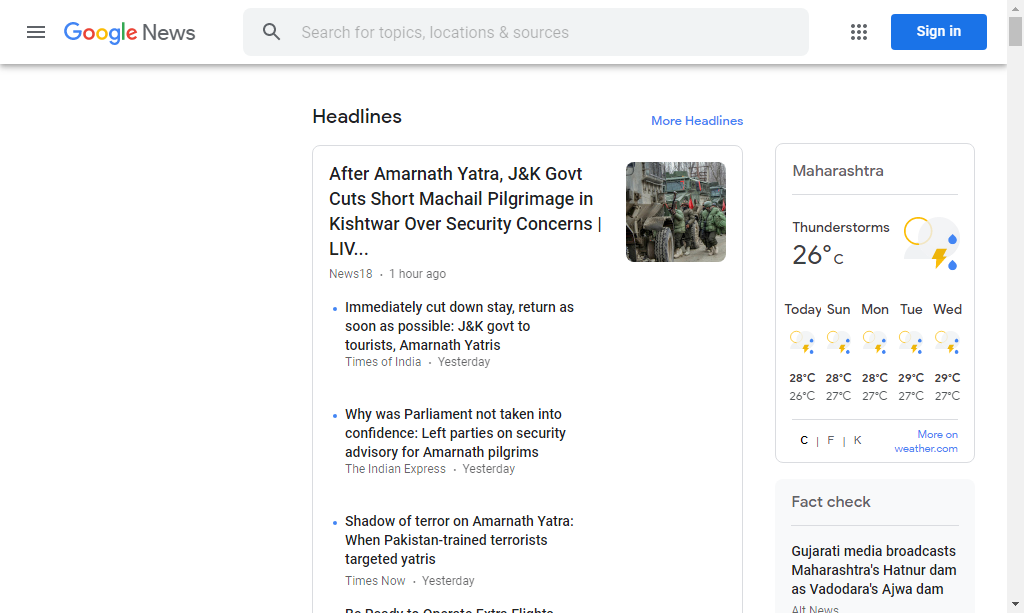 Google News
Search for topics, locations & sources
Sign in
Headlines
More Headlines
After Amarnath Yatra, J&K Govt
Cuts Short Machail Pilgrimage in
Kishtwar Over Security Concerns |
LIV...
News18 · 1 hour ago
Immediately cut down stay, return as
soon as possible: J&K govt to
tourists, Amarnath Yatris
Times of India · Yesterday
Why was Parliament not taken into
confidence: Left parties on security
advisory for Amarnath pilgrims
The Indian Express · Yesterday
Shadow of terror on Amarnath Yatra:
When Pakistan-trained terrorists
targeted yatris
Times Now · Yesterday
Be Ready to Operate Extra Flights
Maharashtra
Thunderstorms
26°C
Today Sun Mon Tue Wed
28°C 28°C 28°C 29°C 29°C
26°C 27°C 27°C 27°C 27°C
C | F | K
More on
weather.com
Fact check
Gujarati media broadcasts
Maharashtra's Hatnur dam
as Vadodara's Ajwa dam
Alt News